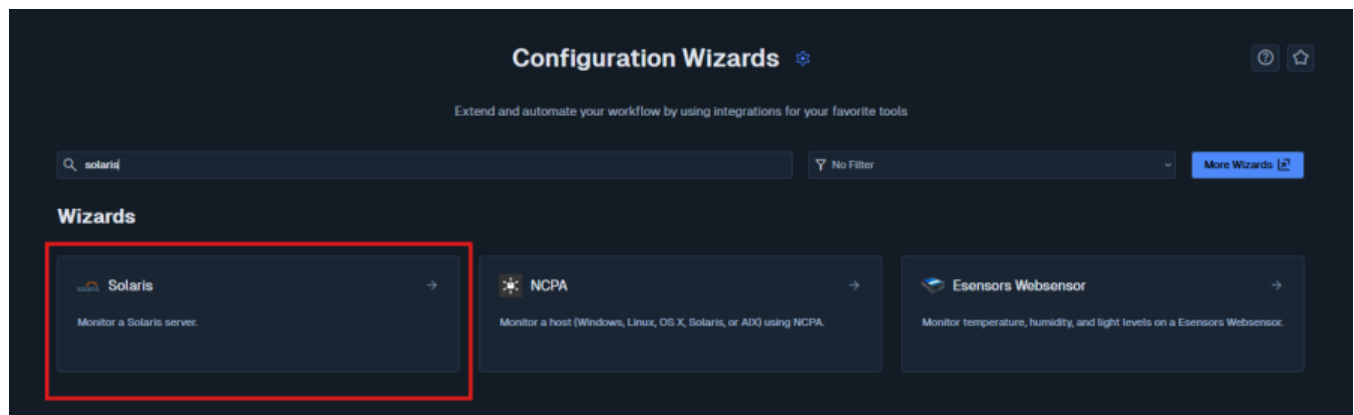 Configuration Wizards
Extend and automate your workflow by using integrations for your favorite tools
solaris
No Filter
More Wizards
Wizards
Solaris
Monitor a Solaris server.
NCPA
Monitor a host (Windows, Linux, OS X, Solaris, or AIX) using NCPA.
Esensors Websensor
Monitor temperature, humidity, and light levels on a Esensors Websensor.